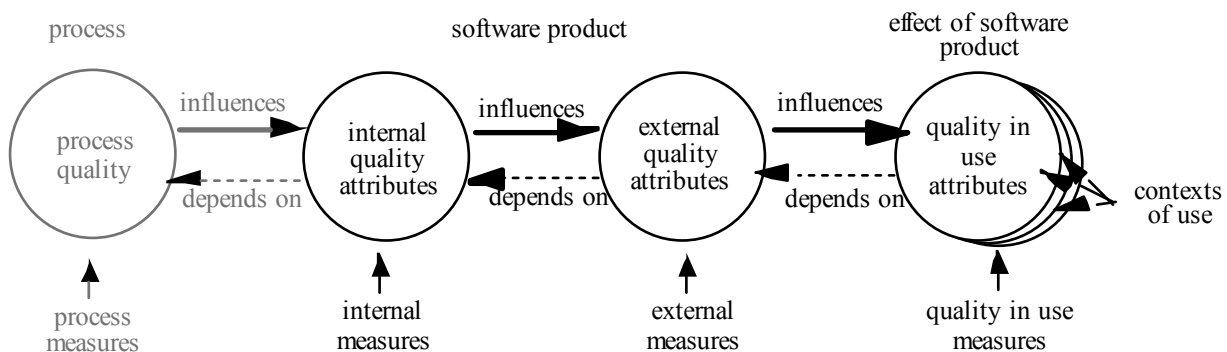 process
software product
effect of software
product
influences
influences
influences
process
quality
internal
quality
attributes
external
quality
attributes
quality in
use
attributes
depends on
depends on
depends on
contexts
of use
process
measures
internal
measures
external
measures
quality in use
measures